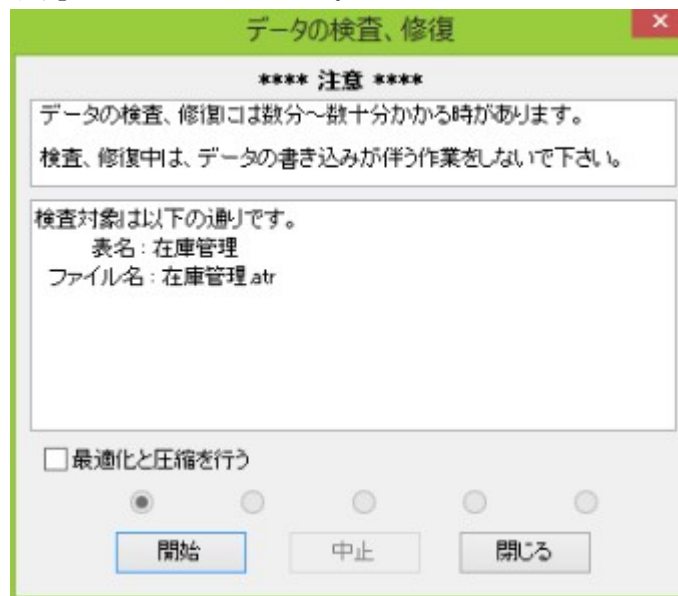 データの検査、修復
**** 注意 ****
データの検査、修復には数分～数十分かかる時があります。
検査、修復中は、データの書き込みが伴う作業をしないで下さい。
検査対象は以下の通りです。
表名：在庫管理
ファイル名：在庫管理.atr
最適化と圧縮を行う
開始 中止 閉じる